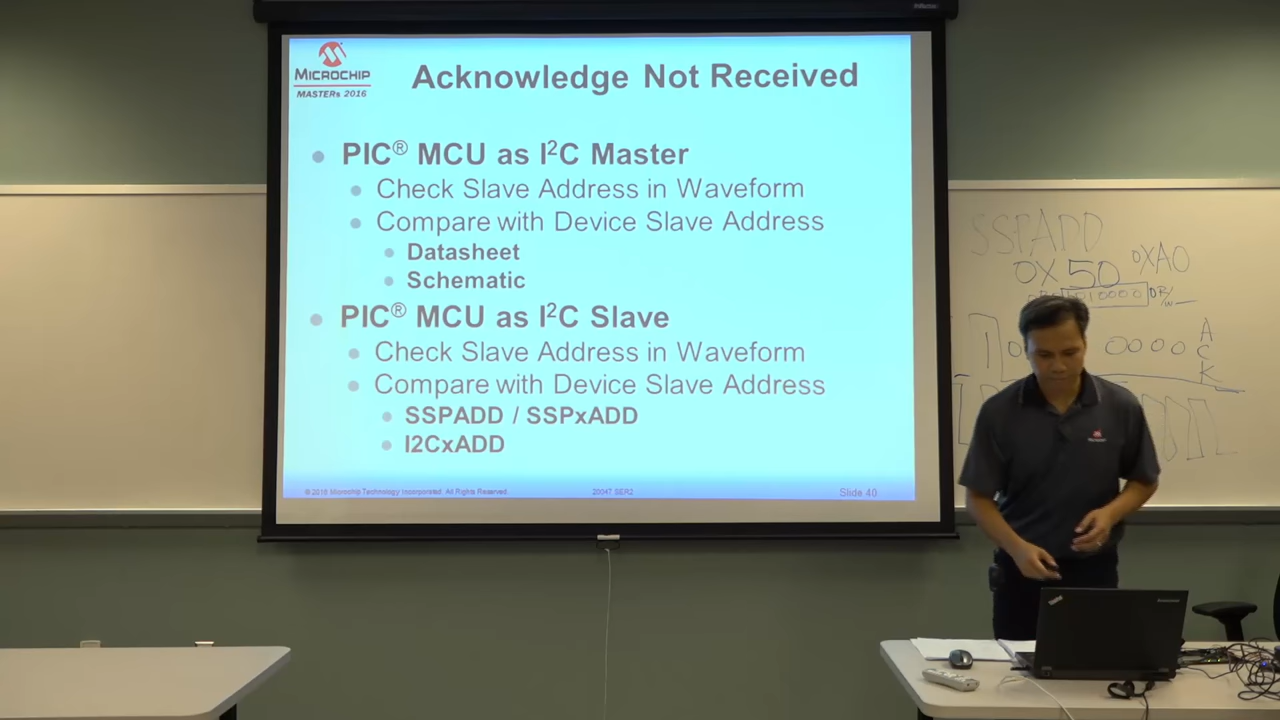 MICROCHIP
MASTERs 2016
Acknowledge Not Received
PIC® MCU as I²C Master
Check Slave Address in Waveform
Compare with Device Slave Address
Datasheet
Schematic
PIC® MCU as I²C Slave
Check Slave Address in Waveform
Compare with Device Slave Address
SSPADD / SSPxADD
I2CxADD
© 2016 Microchip Technology Incorporated. All Rights Reserved.
20047 SER2
Slide 40
SSPADD
0X50 0XA0
ACK